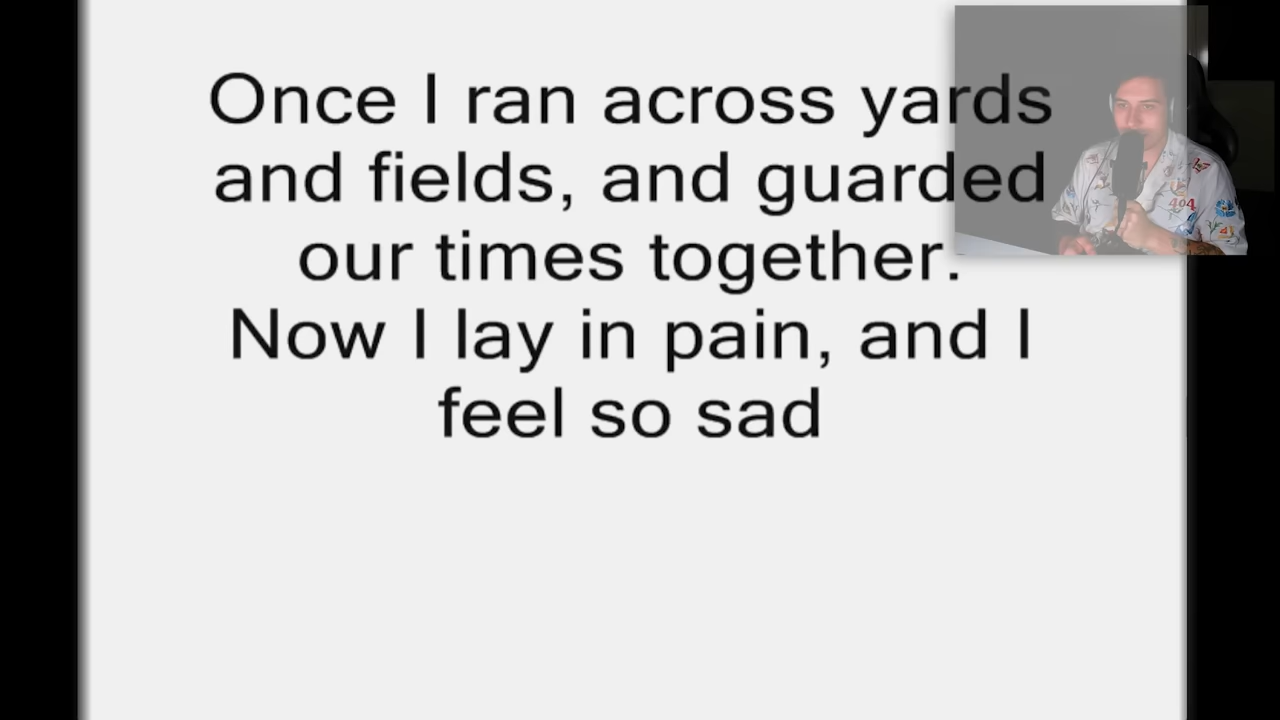 Once I ran across yards
and fields, and guarded
our times together.
Now I lay in pain, and I
feel so sad
404